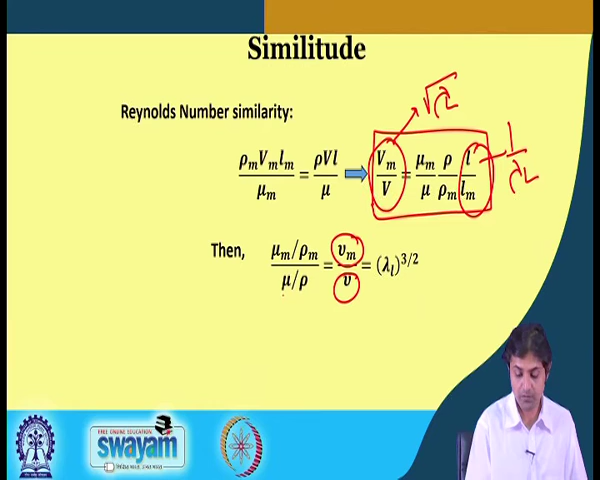 Similitude
√λl
Reynolds Number similarity:
ρₘVₘlₘ / μₘ = ρVl / μ ⇨ Vₘ / V = μₘ / μ ρ / ρₘ l / lₘ
1 / λl
Then, μₘ/ρₘ / μ/ρ = υₘ / υ = (λₗ)^3/2
FREE ONLINE EDUCATION
swayam